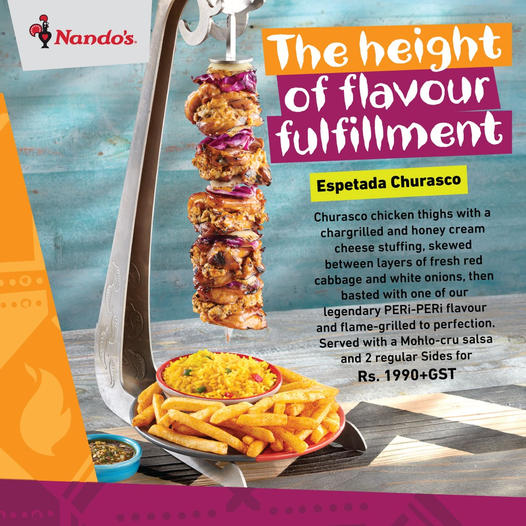 Nando's
The height
of flavour
fulfillment
Espetada Churasco
Churasco chicken thighs with a
chargrilled and honey cream
cheese stuffing, skewed
between layers of fresh red
cabbage and white onions, then
basted with one of our
legendary PERi-PERi flavour
and flame-grilled to perfection.
Served with a Mohlo-cru salsa
and 2 regular Sides for
Rs. 1990+GST